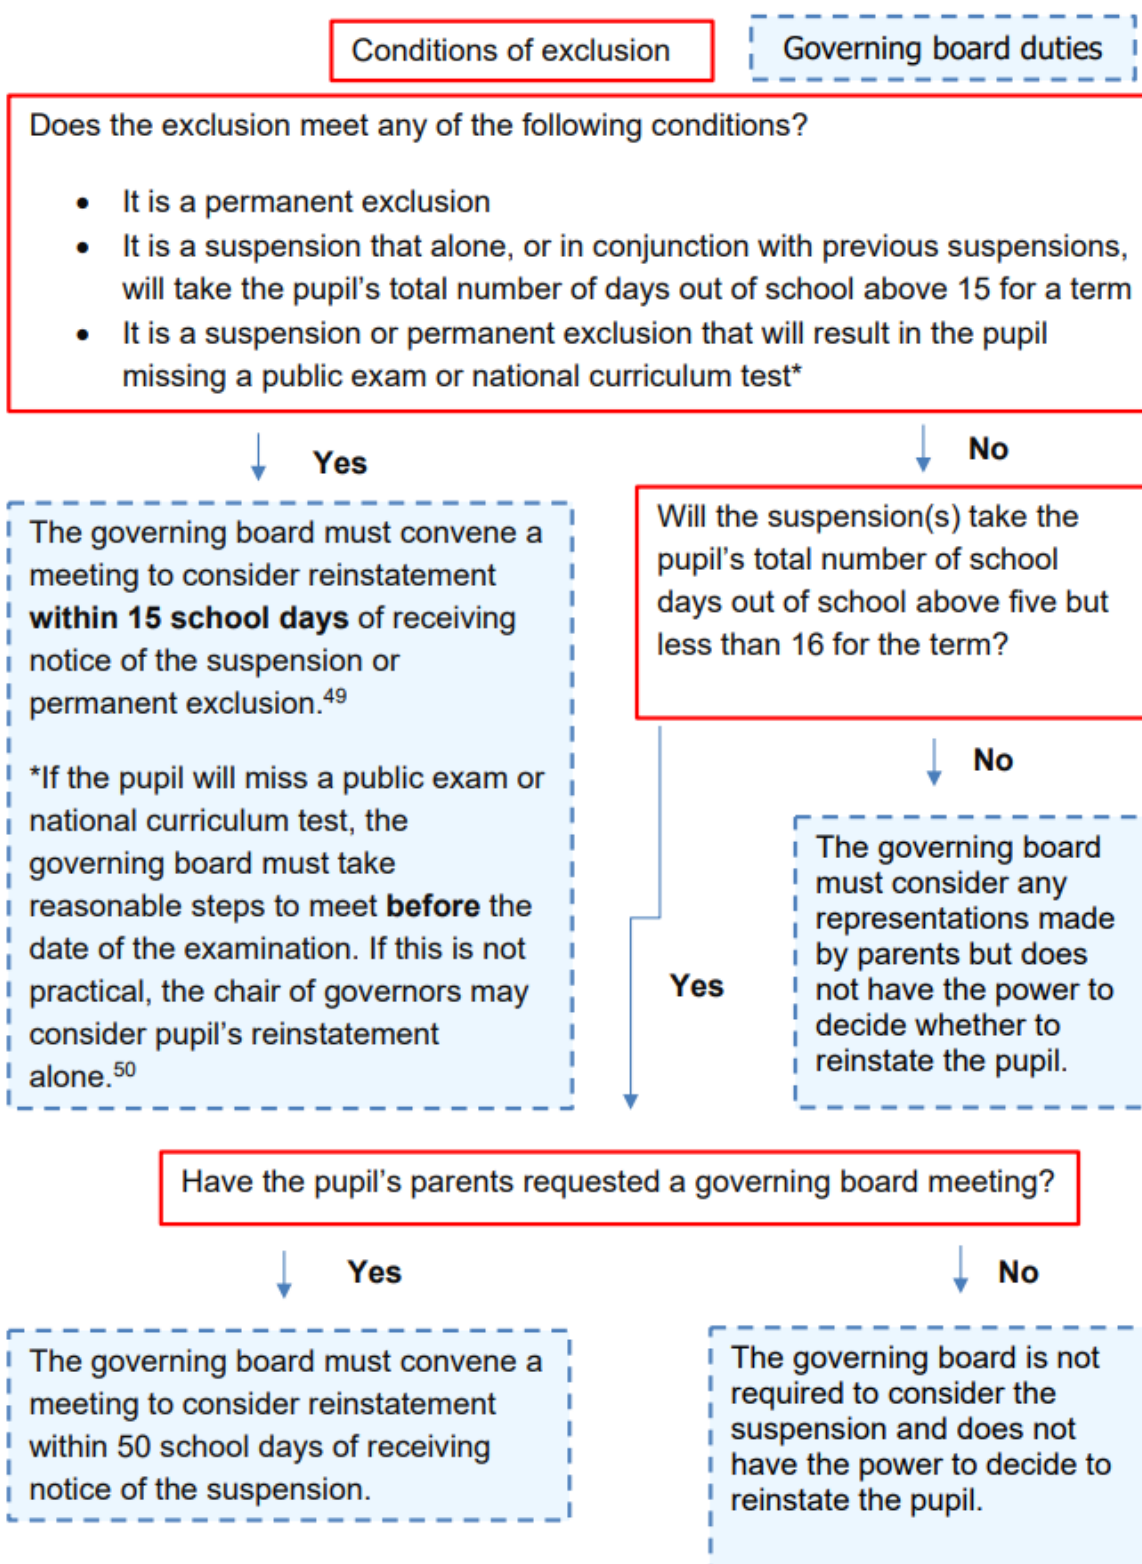 Conditions of exclusion
Governing board duties
Does the exclusion meet any of the following conditions?
• It is a permanent exclusion
• It is a suspension that alone, or in conjunction with previous suspensions,
will take the pupil’s total number of days out of school above 15 for a term
• It is a suspension or permanent exclusion that will result in the pupil
missing a public exam or national curriculum test*
Yes
No
The governing board must convene a
meeting to consider reinstatement
within 15 school days of receiving
notice of the suspension or
permanent exclusion.49
*If the pupil will miss a public exam or
national curriculum test, the
governing board must take
reasonable steps to meet before the
date of the examination. If this is not
practical, the chair of governors may
consider pupil’s reinstatement
alone.50
Will the suspension(s) take the
pupil’s total number of school
days out of school above five but
less than 16 for the term?
No
The governing board
must consider any
representations made
by parents but does
not have the power to
decide whether to
reinstate the pupil.
Yes
Have the pupil’s parents requested a governing board meeting?
Yes
No
The governing board must convene a
meeting to consider reinstatement
within 50 school days of receiving
notice of the suspension.
The governing board is not
required to consider the
suspension and does not
have the power to decide to
reinstate the pupil.